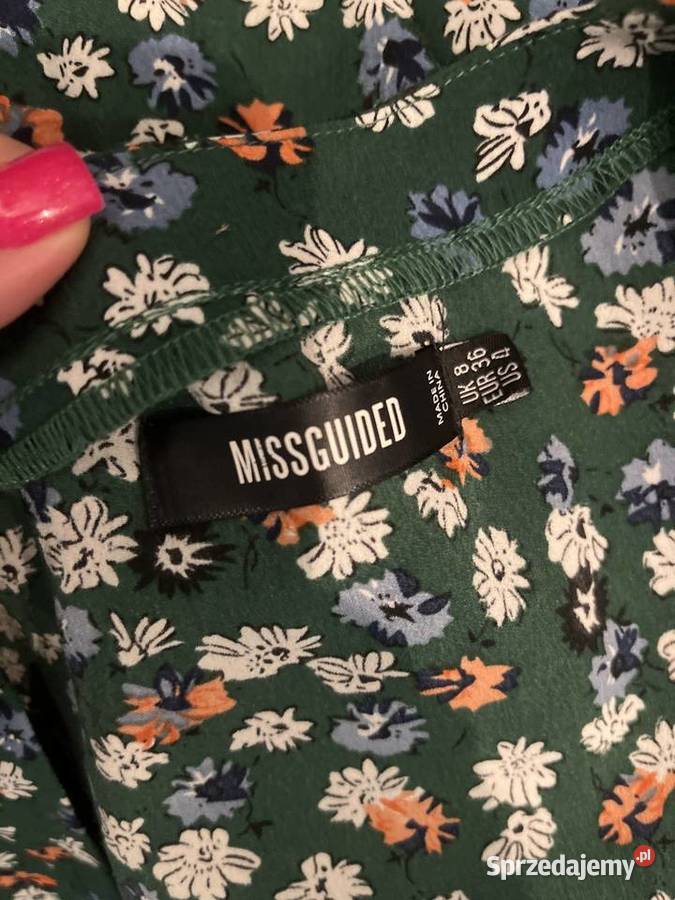 MISSGUIDED
MADE IN
CHINA
UK 8
EUR 36
US 4
Sprzedajemy.pl